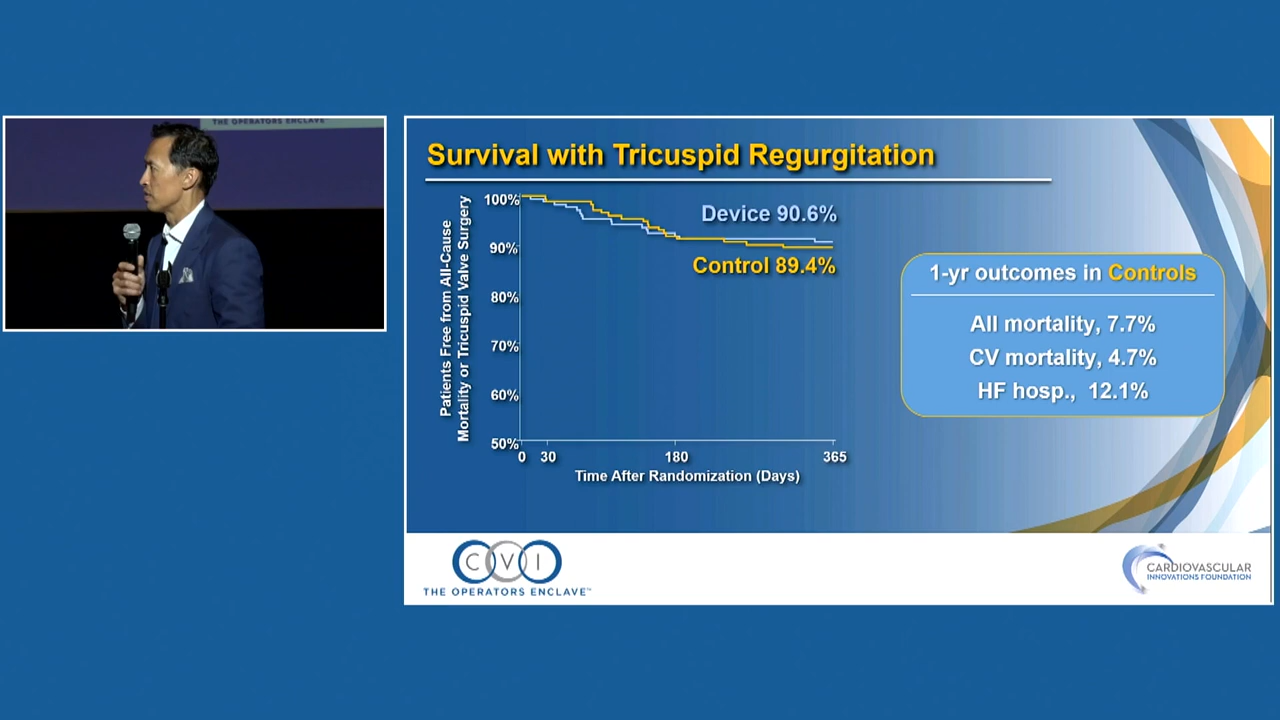 THE OPERATORS ENCLAVE™
Survival with Tricuspid Regurgitation
Patients Free from All-Cause
Mortality or Tricuspid Valve Surgery
100%
90%
80%
70%
60%
50%
Device 90.6%
Control 89.4%
0 30 180 365
Time After Randomization (Days)
1-yr outcomes in Controls
All mortality, 7.7%
CV mortality, 4.7%
HF hosp., 12.1%
CVI
THE OPERATORS ENCLAVE™
CARDIOVASCULAR
INNOVATIONS FOUNDATION